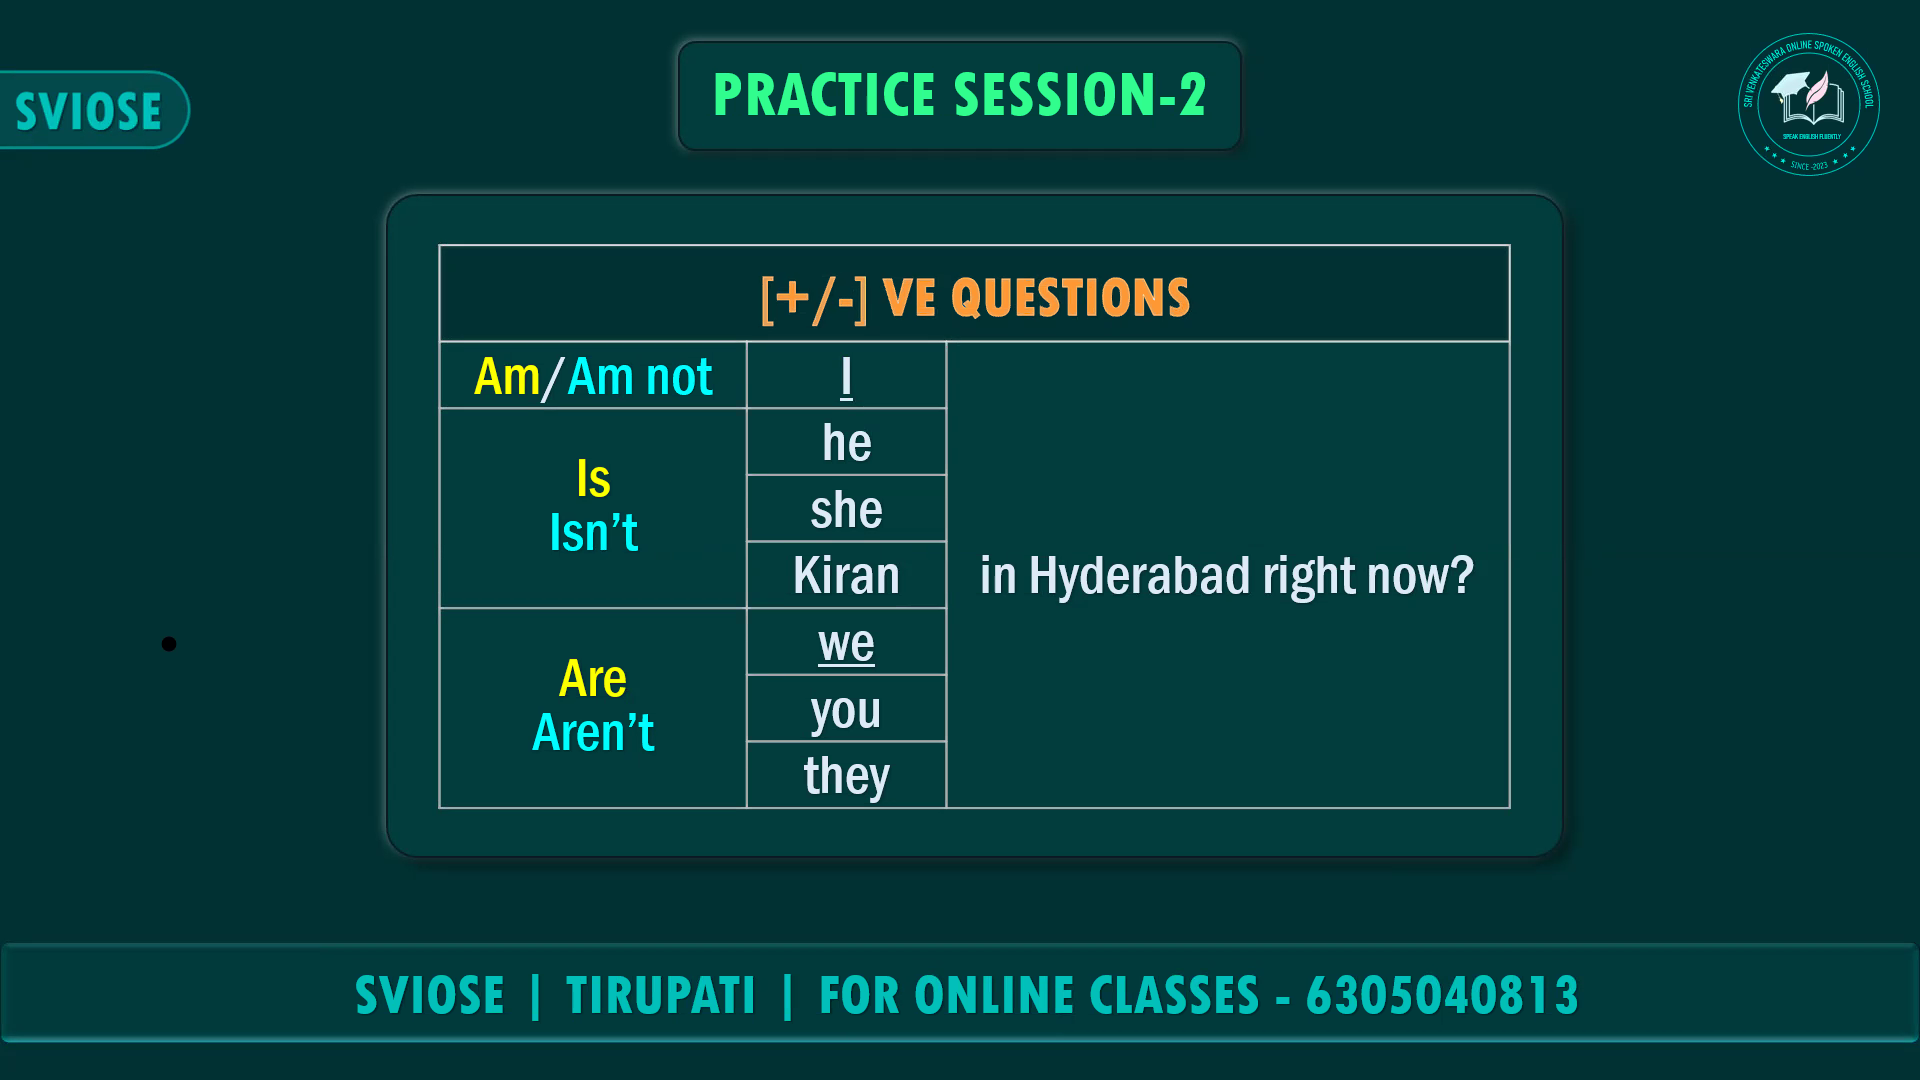 PRACTICE SESSION-2
SVIOSE
SRI VENKATESWARA ONLINE SPOKEN ENGLISH SCHOOL
SPEAK ENGLISH FLUENTLY
SINCE -2023
[+/-] VE QUESTIONS
Am/Am not
I
Is
Isn’t
he
she
Kiran
in Hyderabad right now?
Are
Aren’t
we
you
they
SVIOSE | TIRUPATI | FOR ONLINE CLASSES - 6305040813